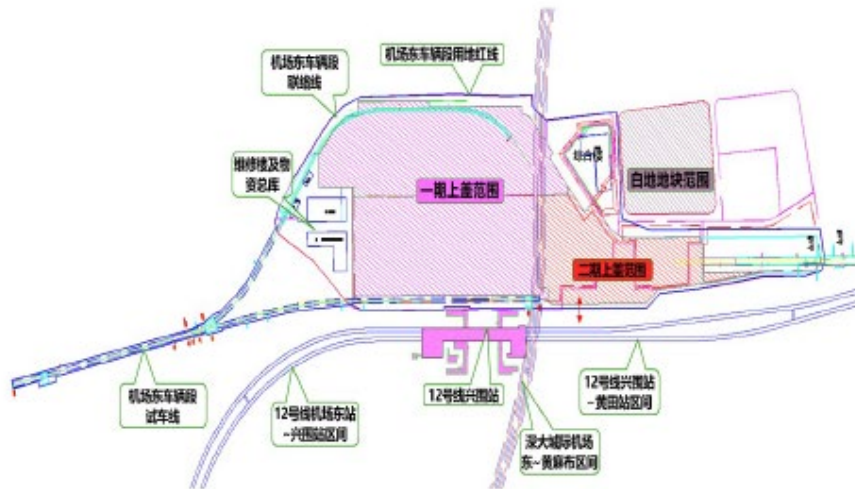 机场东车辆段
联络线
机场东车辆段用地红线
维修楼及物
资总库
综合楼
一期上盖范围
白地地块范围
二期上盖范围
机场东车辆段
试车线
12号线机场东站
~兴围站区间
12号线兴围站
深大城际机场
东~黄麻布区间
12号线兴围站
~黄田站区间